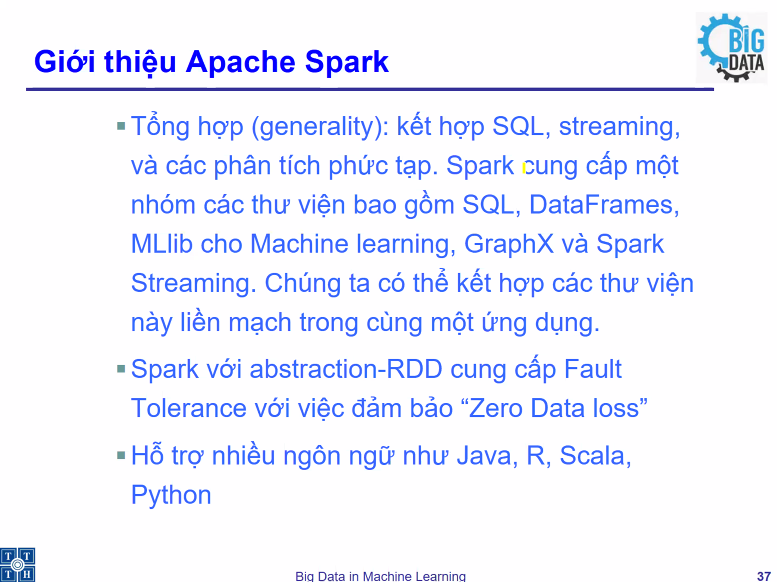 BIG
DATA
Giới thiệu Apache Spark
Tổng hợp (generality): kết hợp SQL, streaming,
và các phân tích phức tạp. Spark cung cấp một
nhóm các thư viện bao gồm SQL, DataFrames,
MLlib cho Machine learning, GraphX và Spark
Streaming. Chúng ta có thể kết hợp các thư viện
này liền mạch trong cùng một ứng dụng.
Spark với abstraction-RDD cung cấp Fault
Tolerance với việc đảm bảo “Zero Data loss”
Hỗ trợ nhiều ngôn ngữ như Java, R, Scala,
Python
T T
T H
Big Data in Machine Learning
37